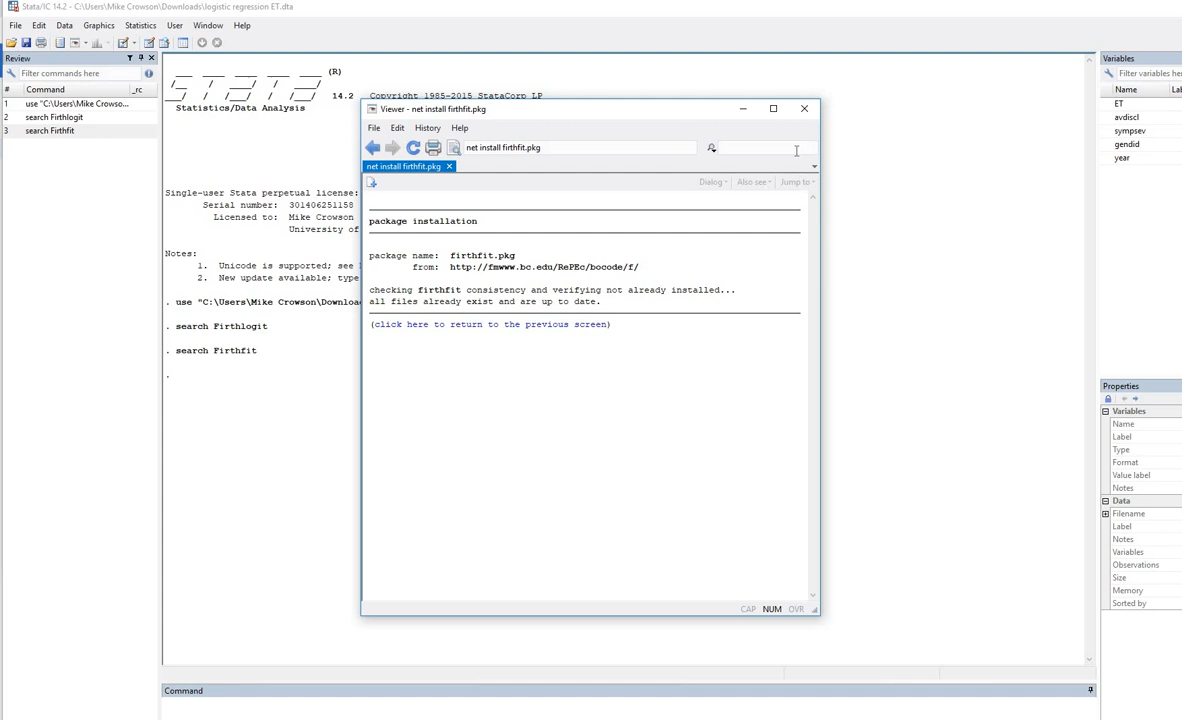 Stata/IC 14.2 - C:\Users\Mike Crowson\Downloads\logistic regression ET.dta
File Edit Data Graphics Statistics User Window Help
Review
Filter commands here
# Command _rc
1 use "C:\Users\Mike Crowso...
2 search Firthlogit
3 search Firthfit
(R)
14.2 Copyright 1985-2015 StataCorp LP
Statistics/Data Analysis
Single-user Stata perpetual license:
Serial number: 301406251158
Licensed to: Mike Crowson
University of
Notes:
1. Unicode is supported; see
2. New update available; type
. use "C:\Users\Mike Crowson\Downloa
. search Firthlogit
. search Firthfit
.
Viewer - net install firthfit.pkg
File Edit History Help
net install firthfit.pkg
net install firthfit.pkg
Dialog Also see Jump to
package installation
package name: firthfit.pkg
from: http://fmwww.bc.edu/RePEc/bocode/f/
checking firthfit consistency and verifying not already installed...
all files already exist and are up to date.
(click here to return to the previous screen)
CAP NUM OVR
Variables
Filter variables here
Name
ET
avdiscl
sympsev
gendid
year
Properties
Variables
Name
Label
Type
Format
Value label
Notes
Data
Filename
Label
Notes
Variables
Observations
Size
Memory
Sorted by
Command